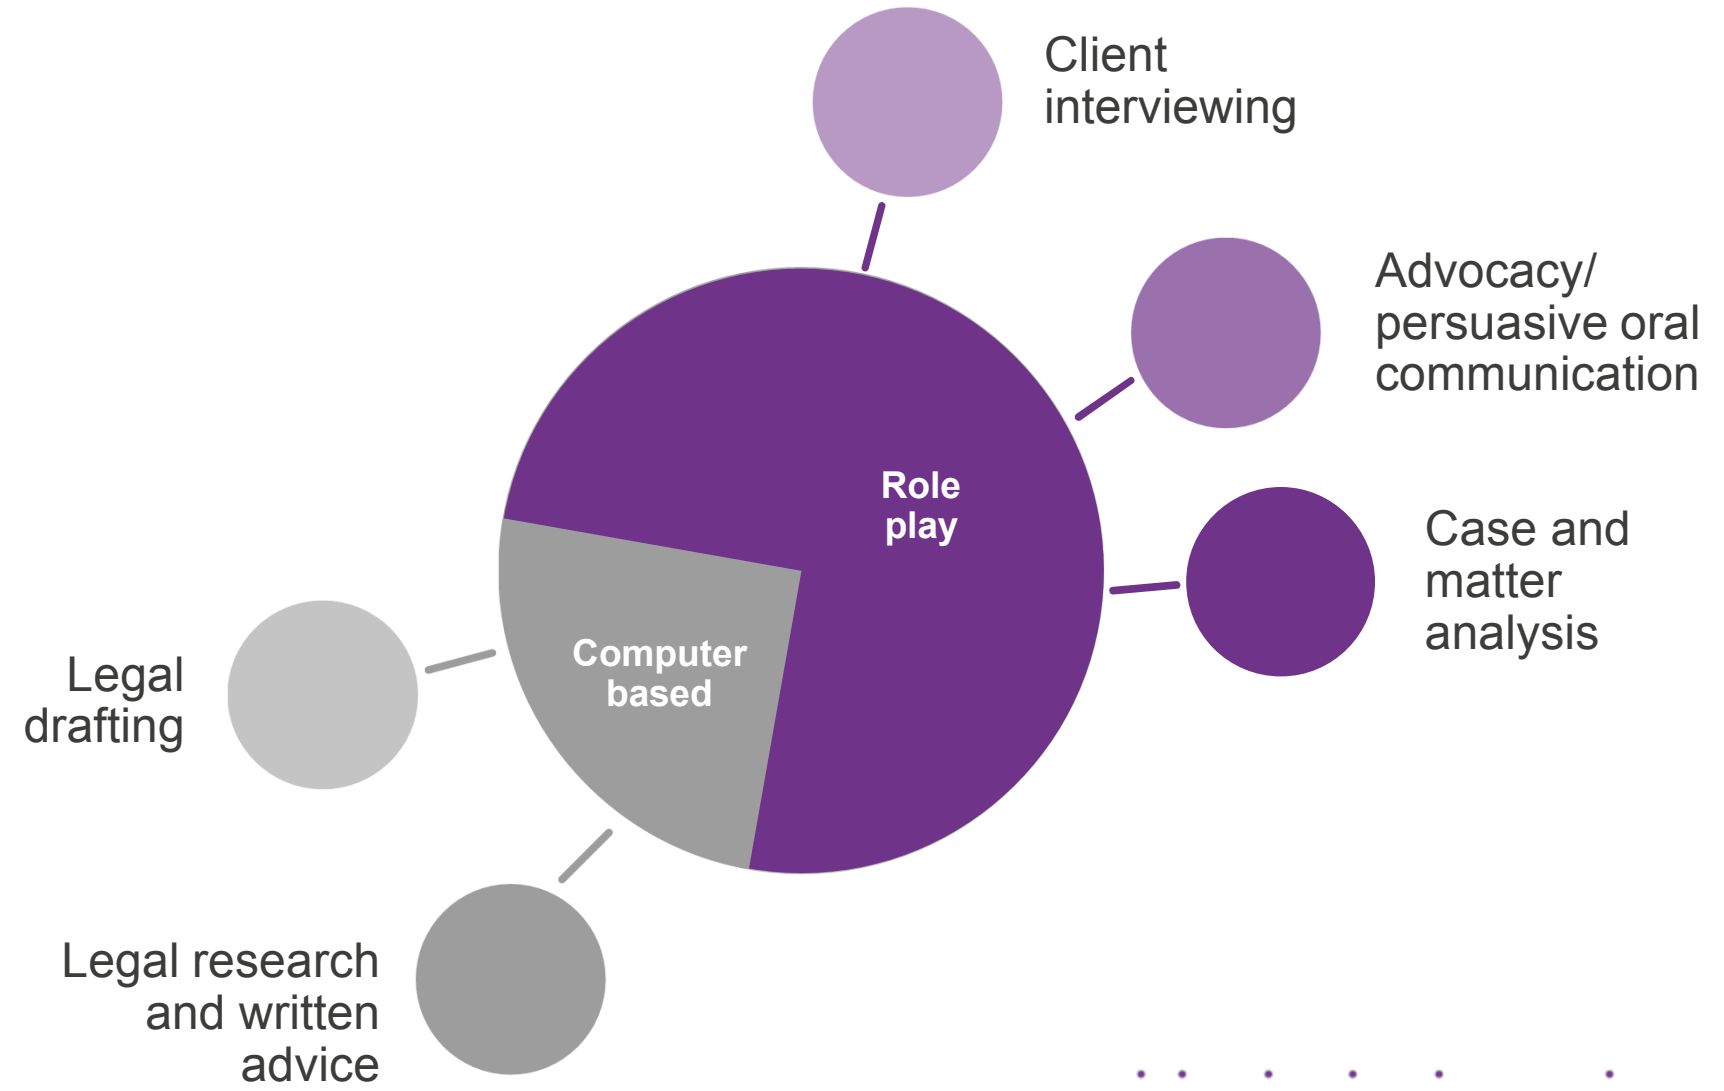 Client
interviewing
Advocacy/
persuasive oral
communication
Role
play
Case and
matter
analysis
Computer
based
Legal
drafting
Legal research
and written
advice